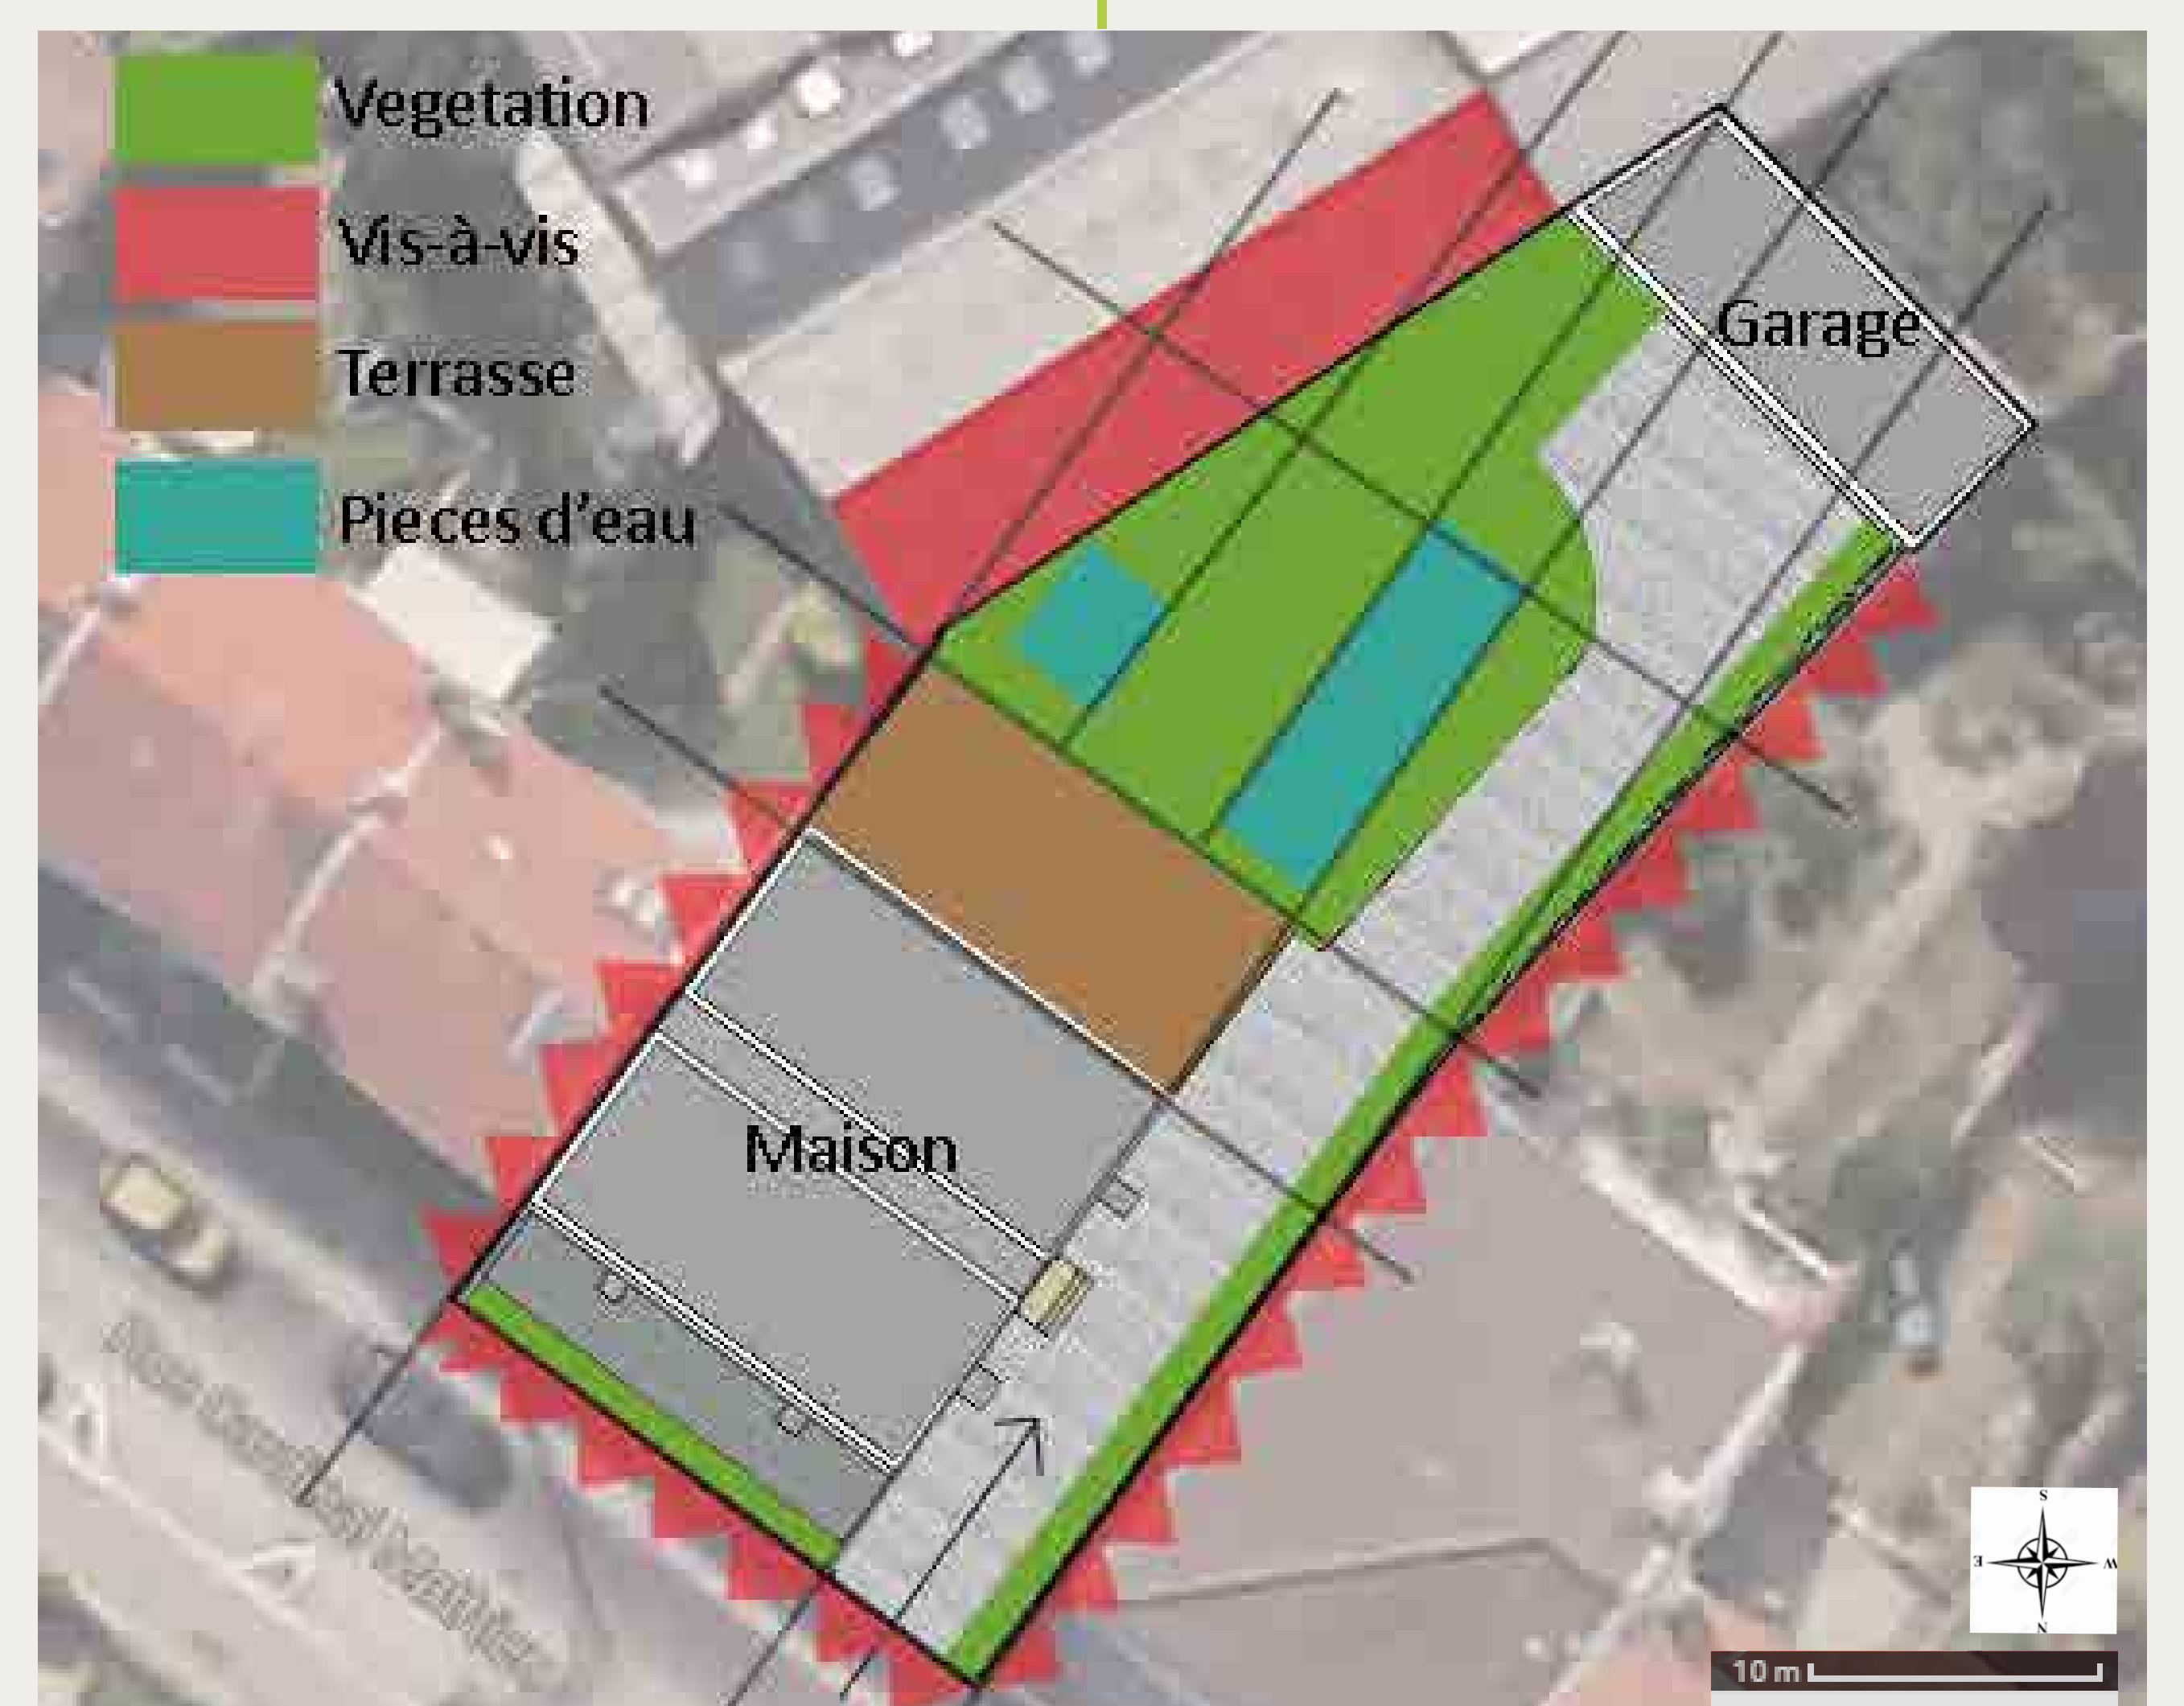 Vegetation
Vis-à-vis
Terrasse
Pieces d'eau
Garage
Maison
S
E
W
N
10 m